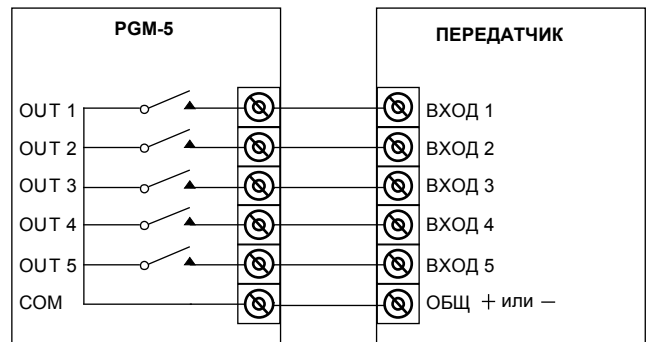 PGM-5
ПЕРЕДАТЧИК
OUT 1
ВХОД 1
OUT 2
ВХОД 2
OUT 3
ВХОД 3
OUT 4
ВХОД 4
OUT 5
ВХОД 5
COM
ОБЩ + или —